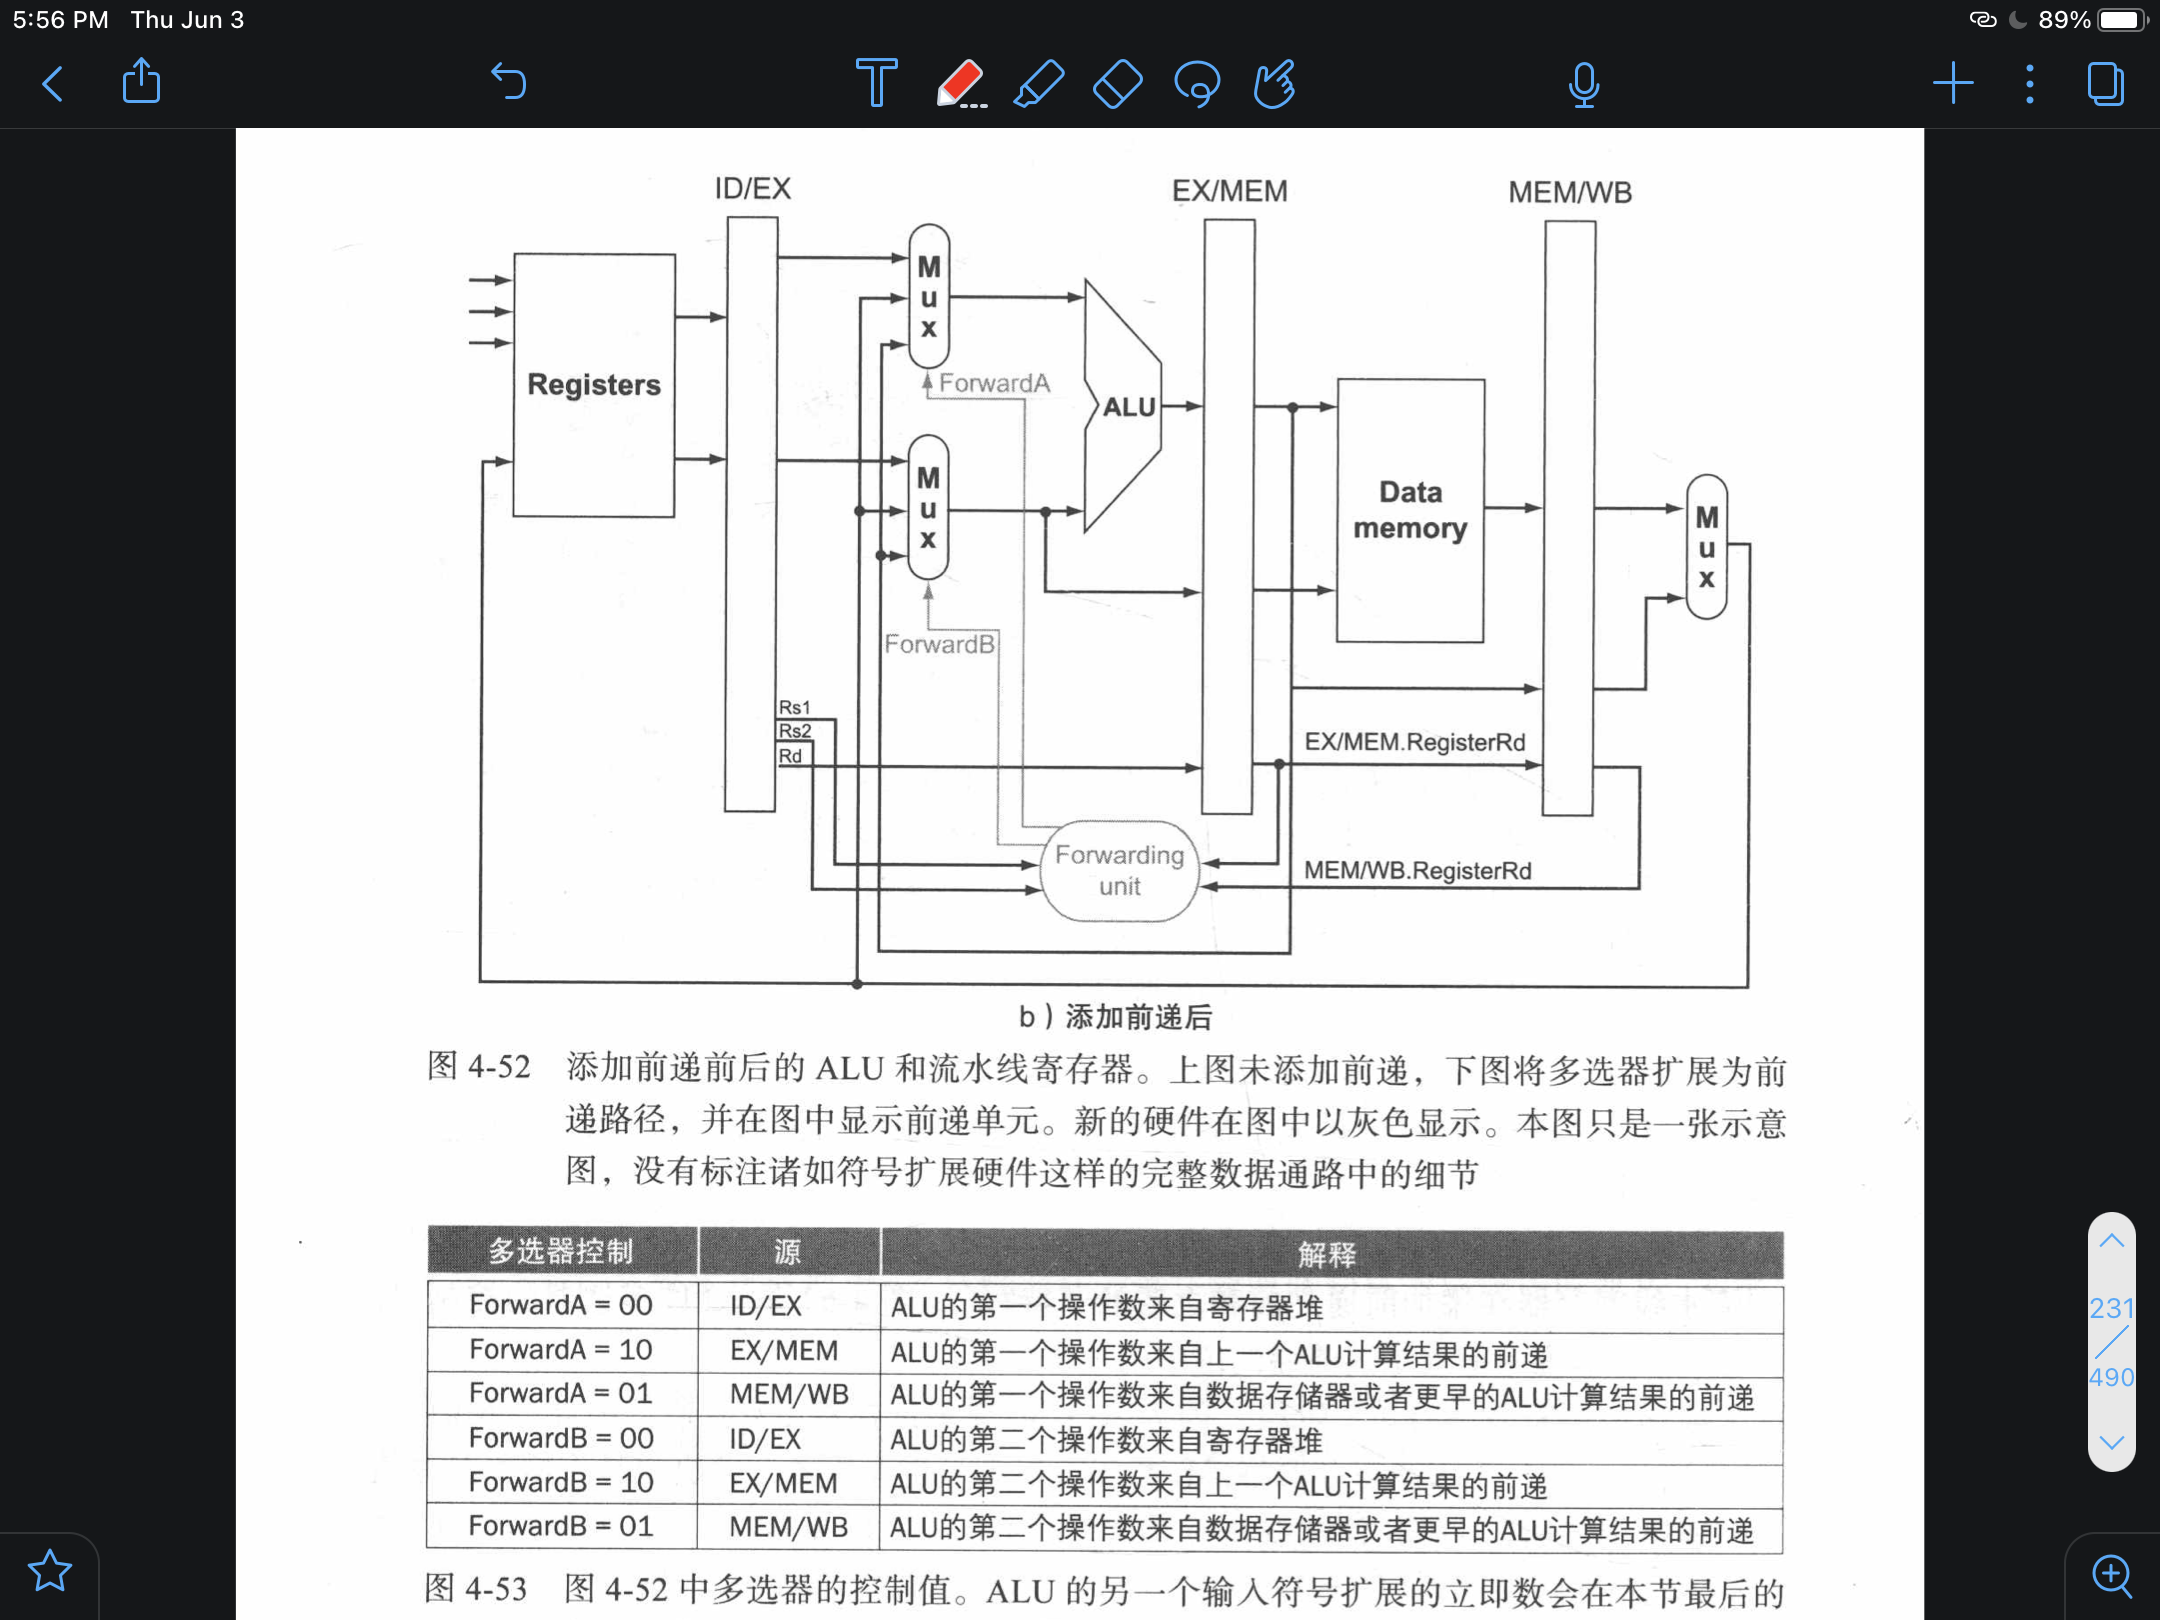 5:56 PM Thu Jun 3
89%
ID/EX
EX/MEM
MEM/WB
Registers
Mux
ForwardA
ALU
Mux
ForwardB
Data
memory
Mux
Rs1
Rs2
Rd
EX/MEM.RegisterRd
Forwarding
unit
MEM/WB.RegisterRd
b）添加前递后
图 4-52 添加前递前后的 ALU 和流水线寄存器。上图未添加前递，下图将多选器扩展为前
递路径，并在图中显示前递单元。新的硬件在图中以灰色显示。本图只是一张示意
图，没有标注诸如符号扩展硬件这样的完整数据通路中的细节
多选器控制 源 解释
ForwardA = 00 ID/EX ALU的第一个操作数来自寄存器堆
ForwardA = 10 EX/MEM ALU的第一个操作数来自上一个ALU计算结果的前递
ForwardA = 01 MEM/WB ALU的第一个操作数来自数据存储器或者更早的ALU计算结果的前递
ForwardB = 00 ID/EX ALU的第二个操作数来自寄存器堆
ForwardB = 10 EX/MEM ALU的第二个操作数来自上一个ALU计算结果的前递
ForwardB = 01 MEM/WB ALU的第二个操作数来自数据存储器或者更早的ALU计算结果的前递
图 4-53 图 4-52 中多选器的控制值。ALU 的另一个输入符号扩展的立即数会在本节最后的
231
490